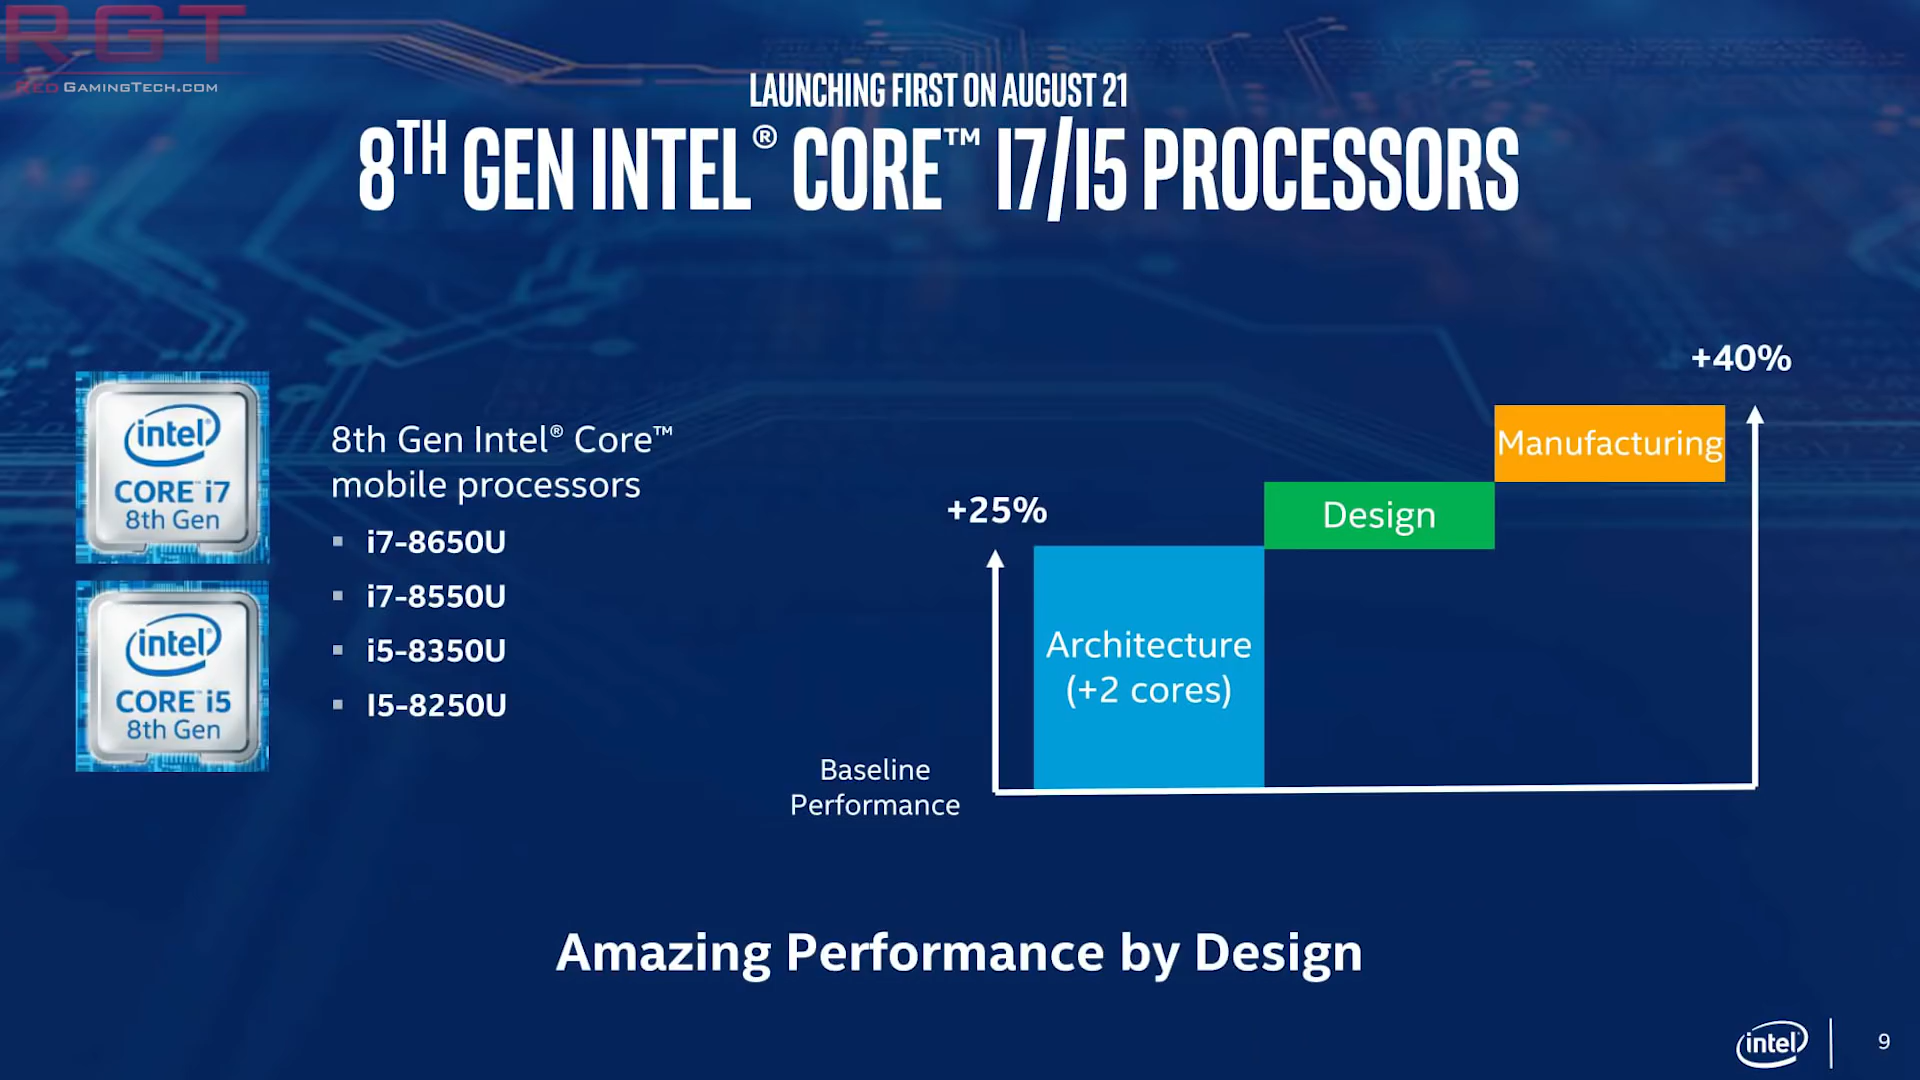 RGT
RedGamingTech.com
LAUNCHING FIRST ON AUGUST 21
8TH GEN INTEL® CORE™ I7/I5 PROCESSORS
intel®
CORE™ i7
8th Gen
intel®
CORE™ i5
8th Gen
8th Gen Intel® Core™
mobile processors
▪ i7-8650U
▪ i7-8550U
▪ i5-8350U
▪ I5-8250U
+25%
+40%
Manufacturing
Design
Architecture
(+2 cores)
Baseline
Performance
Amazing Performance by Design
intel®
9